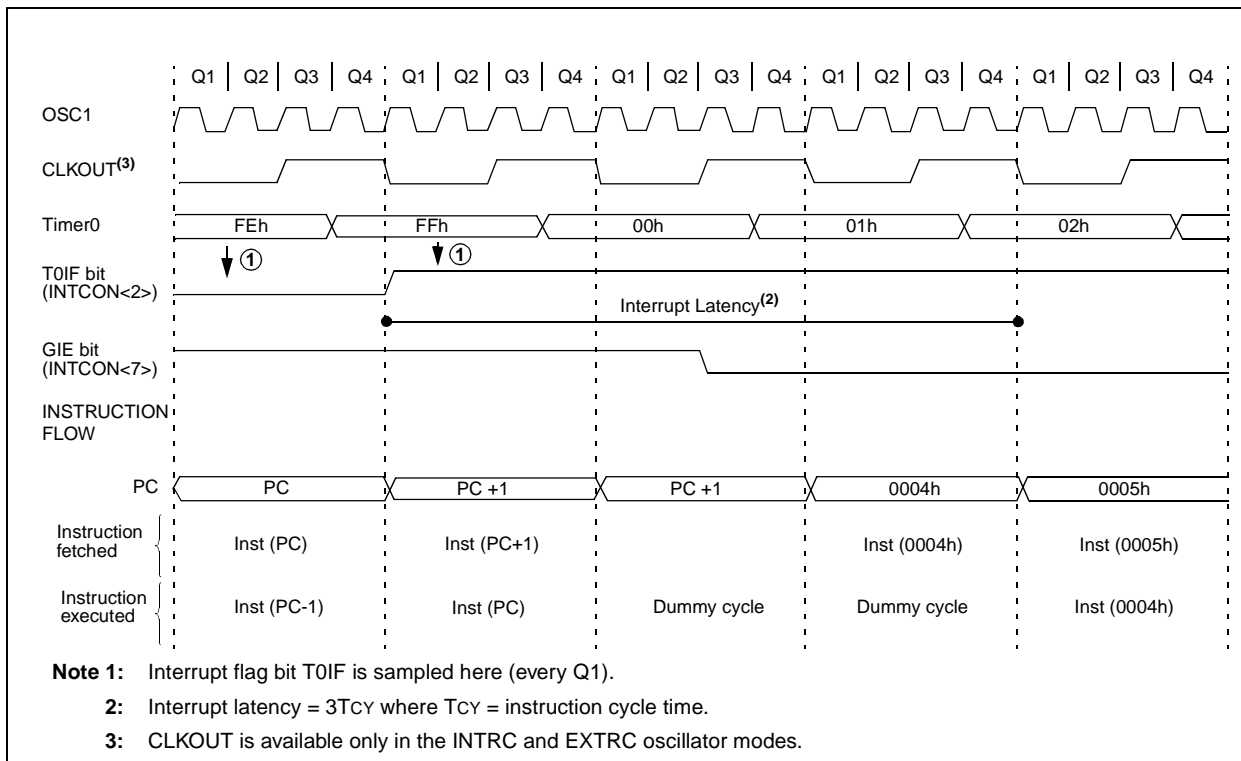 Q1 Q2 Q3 Q4 Q1 Q2 Q3 Q4 Q1 Q2 Q3 Q4 Q1 Q2 Q3 Q4 Q1 Q2 Q3 Q4
OSC1
CLKOUT(3)
Timer0 FEh FFh 00h 01h 02h
1 1
T0IF bit
(INTCON<2>)
Interrupt Latency(2)
GIE bit
(INTCON<7>)
INSTRUCTION
FLOW
PC PC PC +1 PC +1 0004h 0005h
Instruction
fetched
Inst (PC) Inst (PC+1) Inst (0004h) Inst (0005h)
Instruction
executed
Inst (PC-1) Inst (PC) Dummy cycle Dummy cycle Inst (0004h)
Note 1: Interrupt flag bit T0IF is sampled here (every Q1).
2: Interrupt latency = 3TCY where TCY = instruction cycle time.
3: CLKOUT is available only in the INTRC and EXTRC oscillator modes.